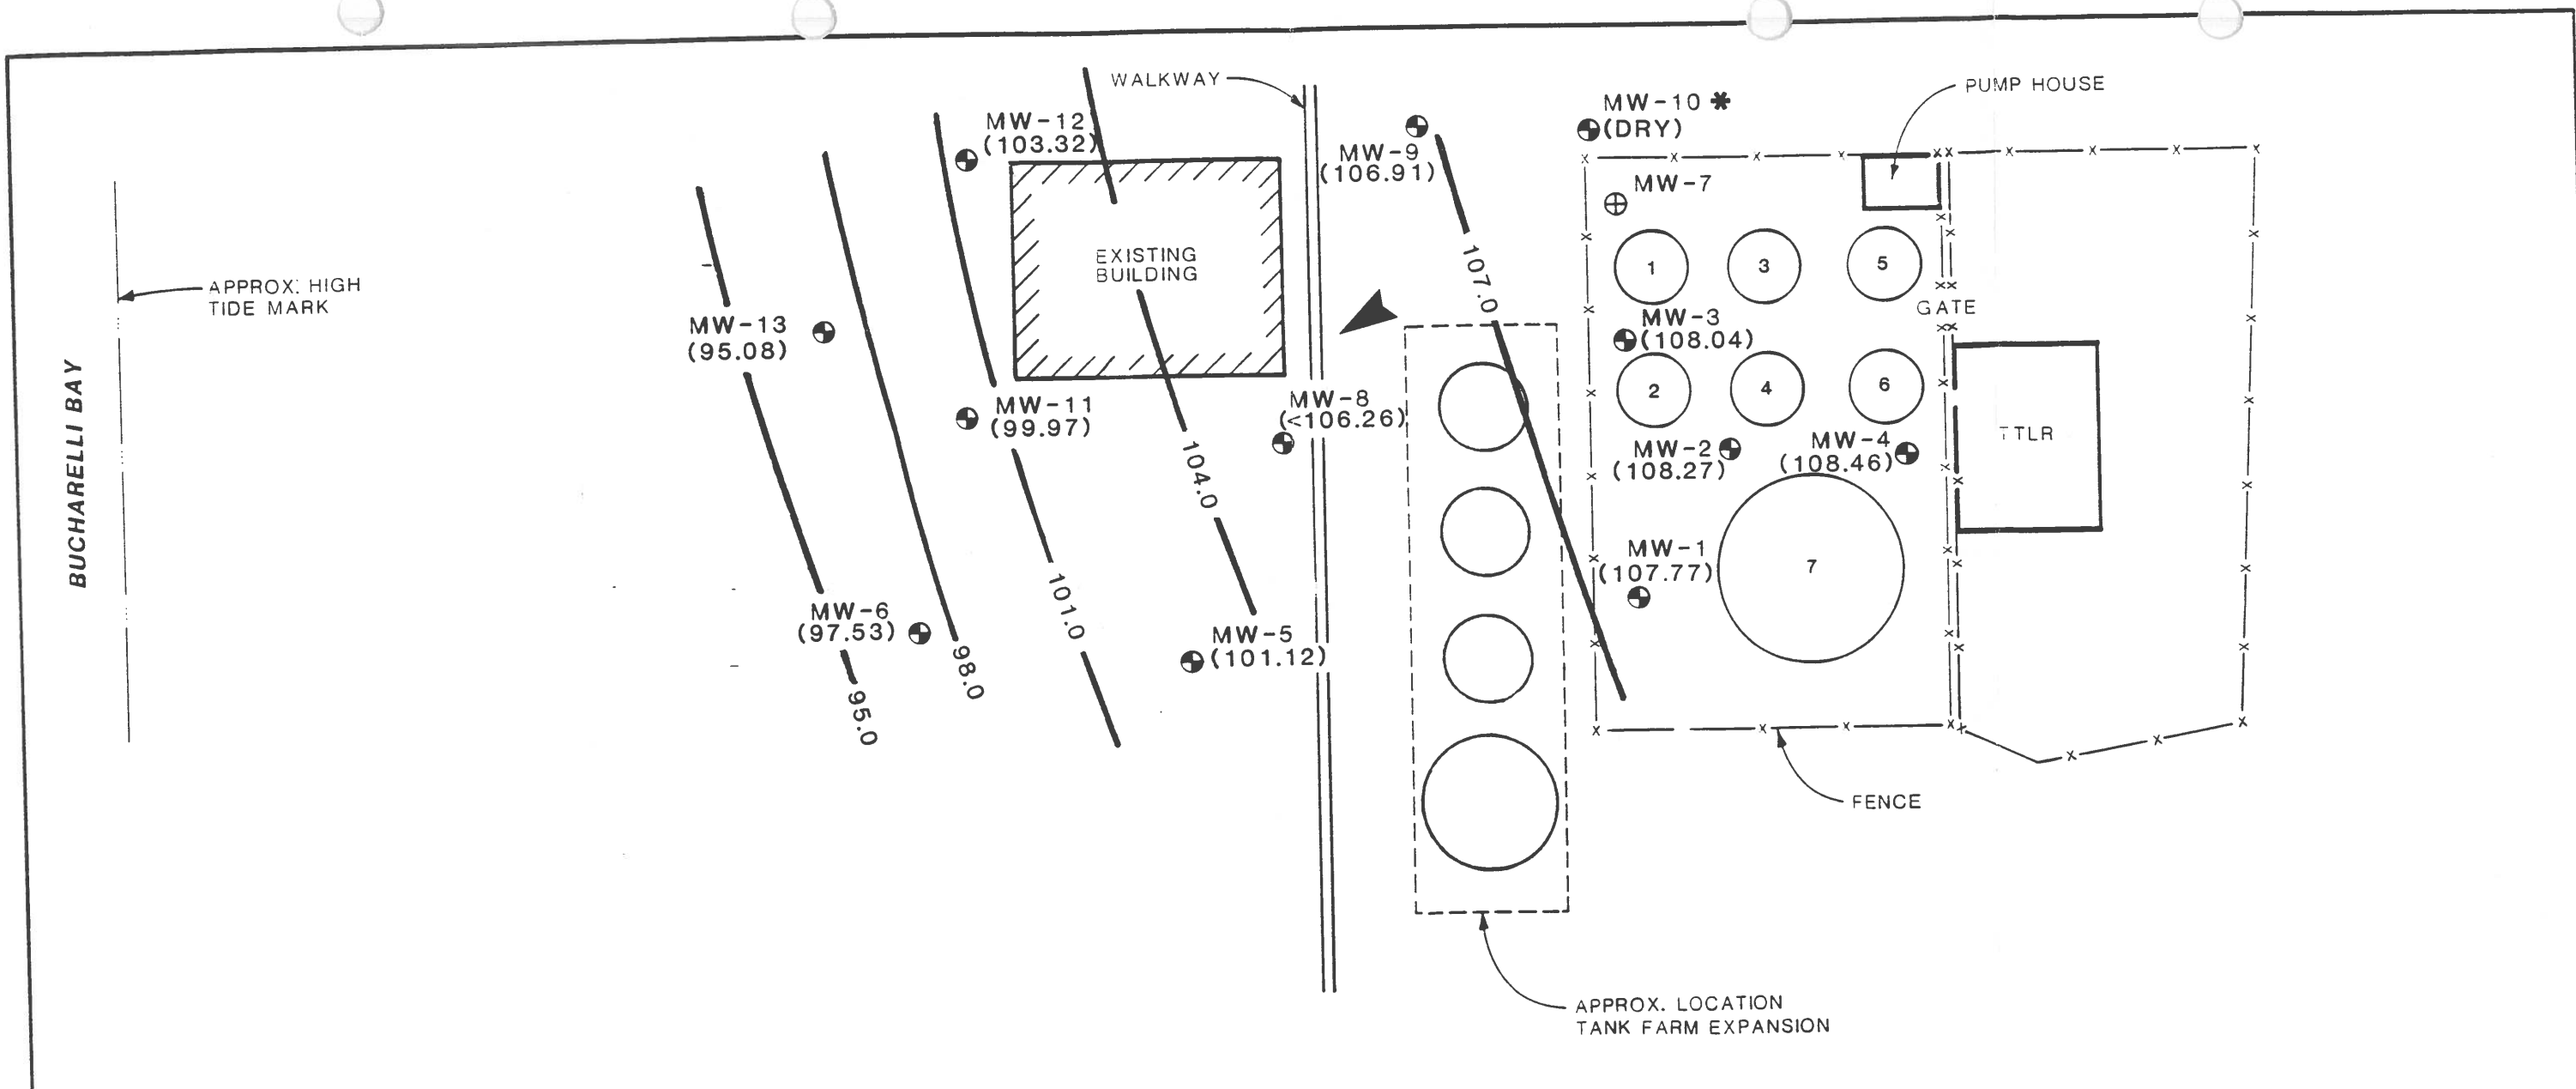 WALKWAY
PUMP HOUSE
MW-12
(103.32)
MW-10 *
(DRY)
MW-9
(106.91)
MW-7
EXISTING
BUILDING
107.0
1
3
5
APPROX. HIGH
TIDE MARK
GATE
MW-13
(95.08)
MW-3
(108.04)
BUCHARELLI BAY
2
4
6
MW-11
(99.97)
MW-8
(<106.26)
TTLR
MW-2
(108.27)
MW-4
(108.46)
104.0
MW-1
(107.77)
7
101.0
MW-6
(97.53)
MW-5
(101.12)
98.0
95.0
FENCE
APPROX. LOCATION
TANK FARM EXPANSION